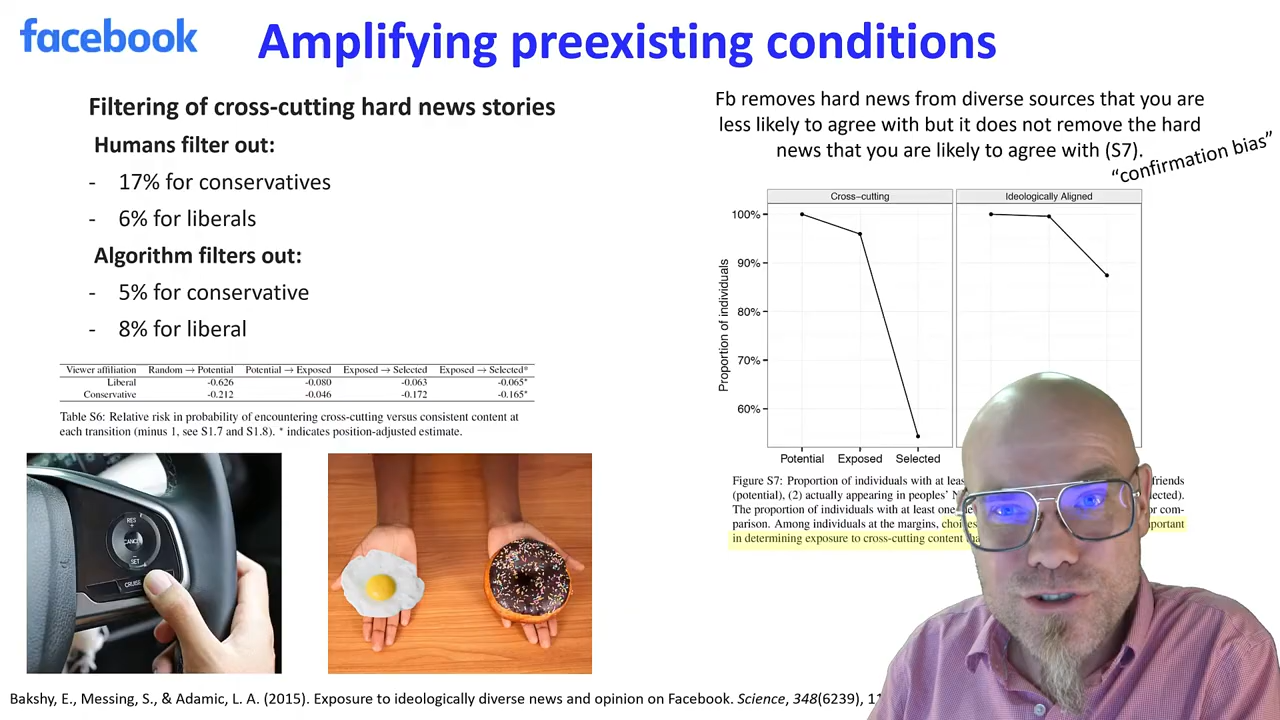 facebook
Amplifying preexisting conditions
Filtering of cross-cutting hard news stories
Humans filter out:
- 17% for conservatives
- 6% for liberals
Algorithm filters out:
- 5% for conservative
- 8% for liberal
Viewer affiliation Random → Potential Potential → Exposed Exposed → Selected Exposed → Selected*
Liberal -0.626 -0.080 -0.063 -0.065*
Conservative -0.212 -0.046 -0.172 -0.165*
Table S6: Relative risk in probability of encountering cross-cutting versus consistent content at
each transition (minus 1, see S1.7 and S1.8). * indicates position-adjusted estimate.
RES
+
CANCEL
-
SET
CRUISE
Fb removes hard news from diverse sources that you are
less likely to agree with but it does not remove the hard
news that you are likely to agree with (S7).
“confirmation bias”
Cross-cutting Ideologically Aligned
Proportion of individuals
100%
90%
80%
70%
60%
Potential Exposed Selected
Figure S7: Proportion of individuals with at leas friends
(potential), (2) actually appearing in peoples’ N lected).
The proportion of individuals with at least one or com-
parison. Among individuals at the margins, choices portant
in determining exposure to cross-cutting content
Bakshy, E., Messing, S., & Adamic, L. A. (2015). Exposure to ideologically diverse news and opinion on Facebook. Science, 348(6239), 11